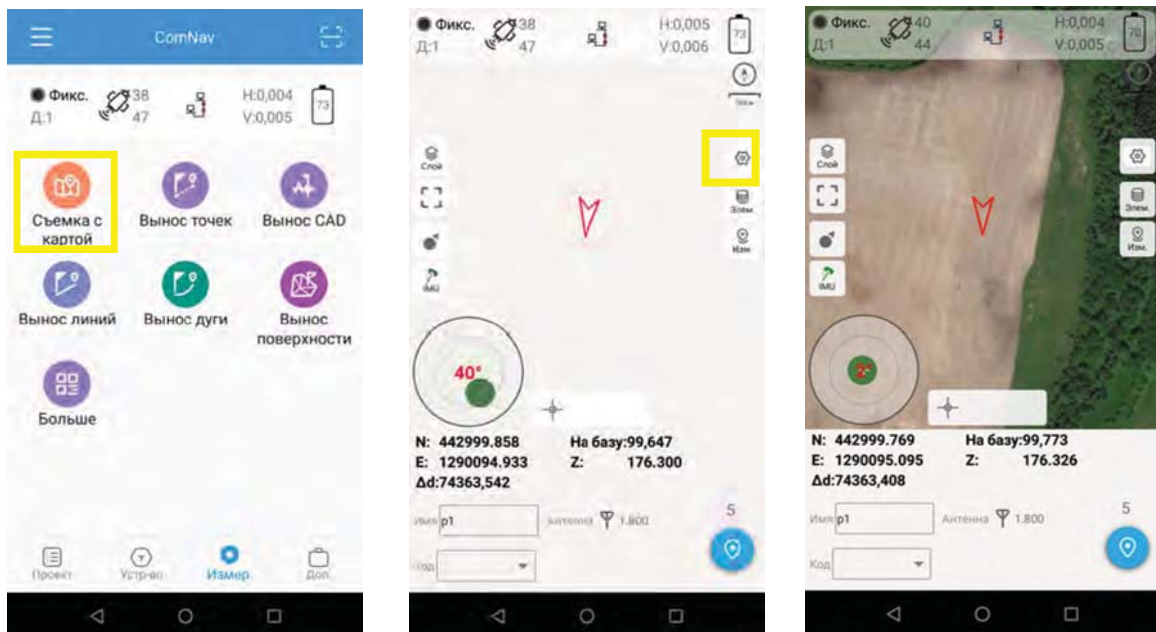 ComNav
Фикс. 38 H:0,004 73
Д:1 47 V:0,005
Съемка с картой
Вынос точек
Вынос CAD
Вынос линий
Вынос дуги
Вынос поверхности
Больше
Проект
Устр-во
Измер.
Доп.
Фикс. 38 H:0,005 73
Д:1 47 V:0,006
Слой
Элем.
Изм.
IMU
40°
N: 442999.858 На базу:99,647
E: 1290094.933 Z: 176.300
Δd:74363,542
Имя p1 Антенна 1.800 5
Код
Фикс. 40 H:0,004 70
Д:1 44 V:0,005
Слой
Элем.
Изм.
IMU
2°
N: 442999.769 На базу:99,773
E: 1290095.095 Z: 176.326
Δd:74363,408
Имя p1 Антенна 1.800 5
Код